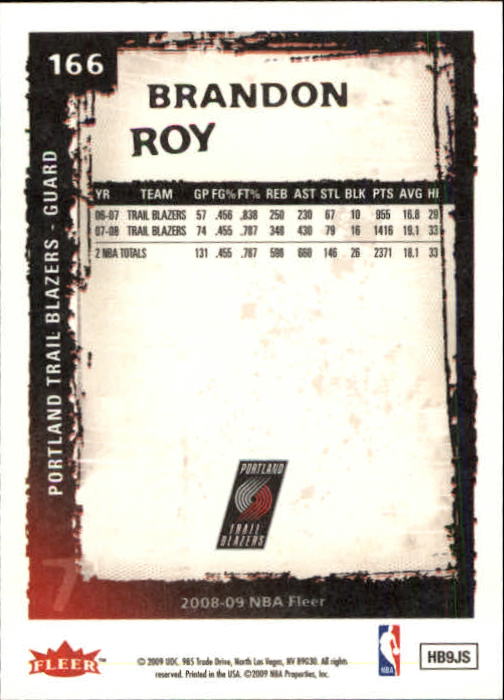 166
BRANDON
ROY
PORTLAND TRAIL BLAZERS - GUARD
YR TEAM GP FG% FT% REB AST STL BLK PTS AVG HI
06-07 TRAIL BLAZERS 57 .456 .838 250 230 67 10 955 16.8 29
07-08 TRAIL BLAZERS 74 .455 .787 348 430 79 16 1416 19.1 33
2 NBA TOTALS 131 .455 .767 598 660 146 26 2371 18.1 33
PORTLAND
TRAIL
BLAZERS
7
2008-09 NBA Fleer
FLEER
© 2009 UDC. 985 Trade Drive, North Las Vegas, NV 89030. All rights
reserved. Printed in the USA. ©2009 NBA Properties, Inc.
NBA
HB9JS